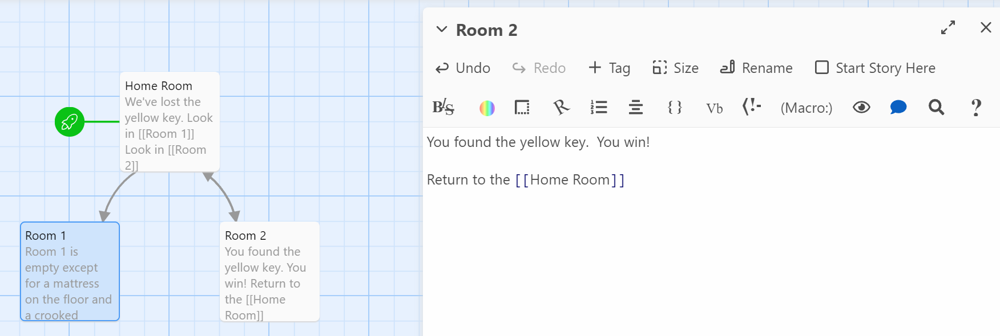 Home Room
We've lost the
yellow key. Look
in [[Room 1]]
Look in [[Room
2]]
Room 1
Room 1 is
empty except
for a mattress
on the floor and
a crooked
Room 2
You found the
yellow key. You
win! Return to
the [[Home
Room]]
Room 2
Undo Redo + Tag Size Rename Start Story Here
B/S 1 2 3 { } Vb (!- (Macro:) ?
You found the yellow key.  You win!
Return to the [[Home Room]]